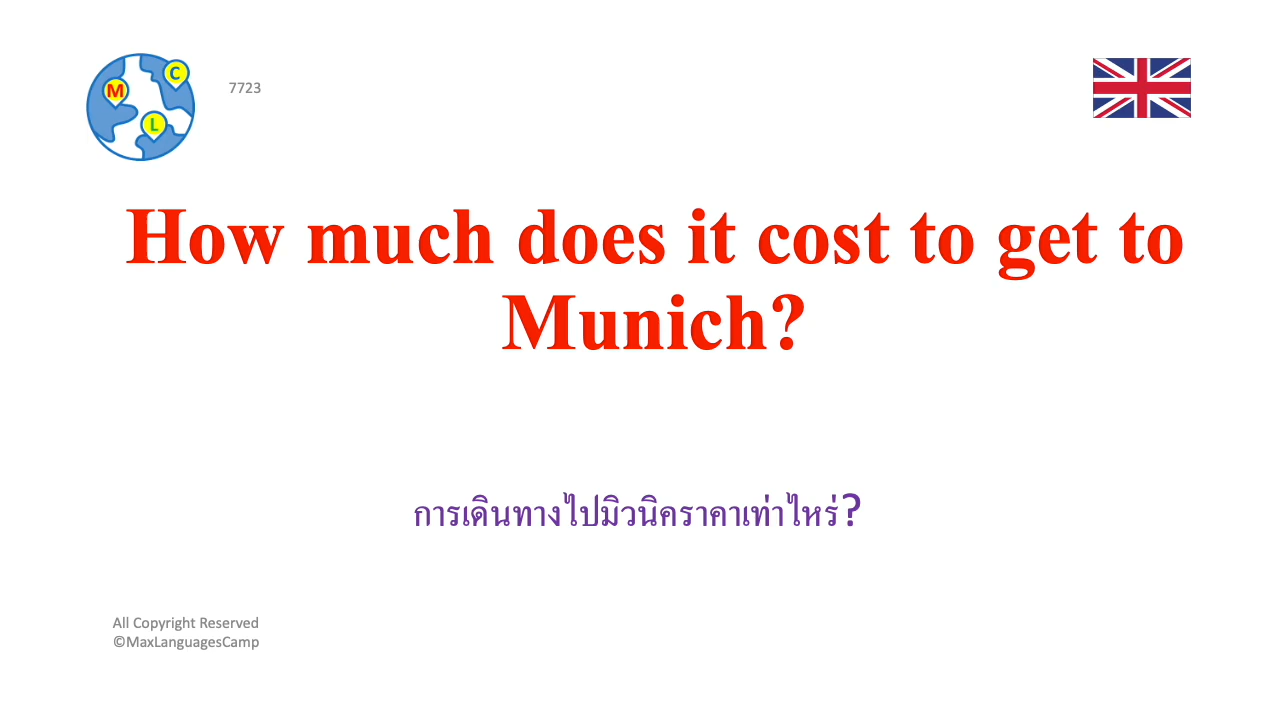 M
C
L
7723
How much does it cost to get to
Munich?
การเดินทางไปมิวนิคราคาเท่าไหร่?
All Copyright Reserved
©MaxLanguagesCamp